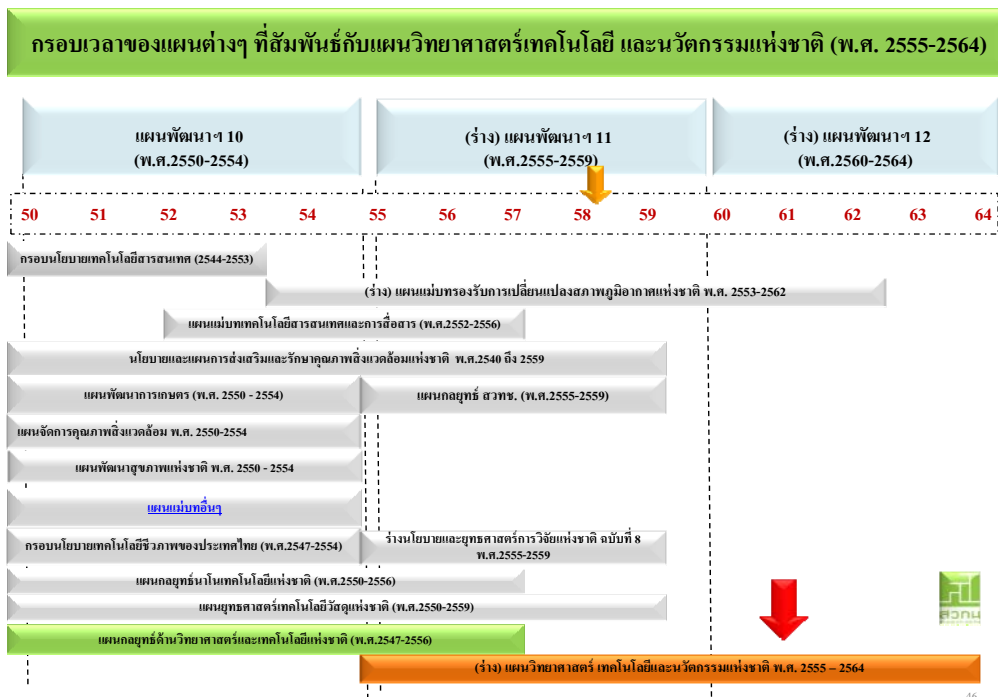 กรอบเวลาของแผนต่างๆ ที่สัมพันธ์กับแผนวิทยาศาสตร์เทคโนโลยี และนวัตกรรมแห่งชาติ (พ.ศ. 2555-2564)
แผนพัฒนาฯ 10
(พ.ศ.2550-2554)
(ร่าง) แผนพัฒนาฯ 11
(พ.ศ.2555-2559)
(ร่าง) แผนพัฒนาฯ 12
(พ.ศ.2560-2564)
50 51 52 53 54 55 56 57 58 59 60 61 62 63 64
กรอบนโยบายเทคโนโลยีสารสนเทศ (2544-2553)
(ร่าง) แผนแม่บทรองรับการเปลี่ยนแปลงสภาพภูมิอากาศแห่งชาติ พ.ศ. 2553-2562
แผนแม่บทเทคโนโลยีสารสนเทศและการสื่อสาร (พ.ศ.2552-2556)
นโยบายและแผนการส่งเสริมและรักษาคุณภาพสิ่งแวดล้อมแห่งชาติ พ.ศ.2540 ถึง 2559
แผนพัฒนาการเกษตร (พ.ศ. 2550 - 2554)
แผนกลยุทธ์ สวทช. (พ.ศ.2555-2559)
แผนจัดการคุณภาพสิ่งแวดล้อม พ.ศ. 2550-2554
แผนพัฒนาสุขภาพแห่งชาติ พ.ศ. 2550 - 2554
แผนแม่บทอื่นๆ
กรอบนโยบายเทคโนโลยีชีวภาพของประเทศไทย (พ.ศ.2547-2554)
ร่างนโยบายและยุทธศาสตร์การวิจัยแห่งชาติ ฉบับที่ 8
พ.ศ.2555-2559
แผนกลยุทธ์นาโนเทคโนโลยีแห่งชาติ (พ.ศ.2550-2556)
แผนยุทธศาสตร์เทคโนโลยีวัสดุแห่งชาติ (พ.ศ.2550-2559)
สวทน
แผนกลยุทธ์ด้านวิทยาศาสตร์และเทคโนโลยีแห่งชาติ (พ.ศ.2547-2556)
(ร่าง) แผนวิทยาศาสตร์ เทคโนโลยีและนวัตกรรมแห่งชาติ พ.ศ. 2555 – 2564
46